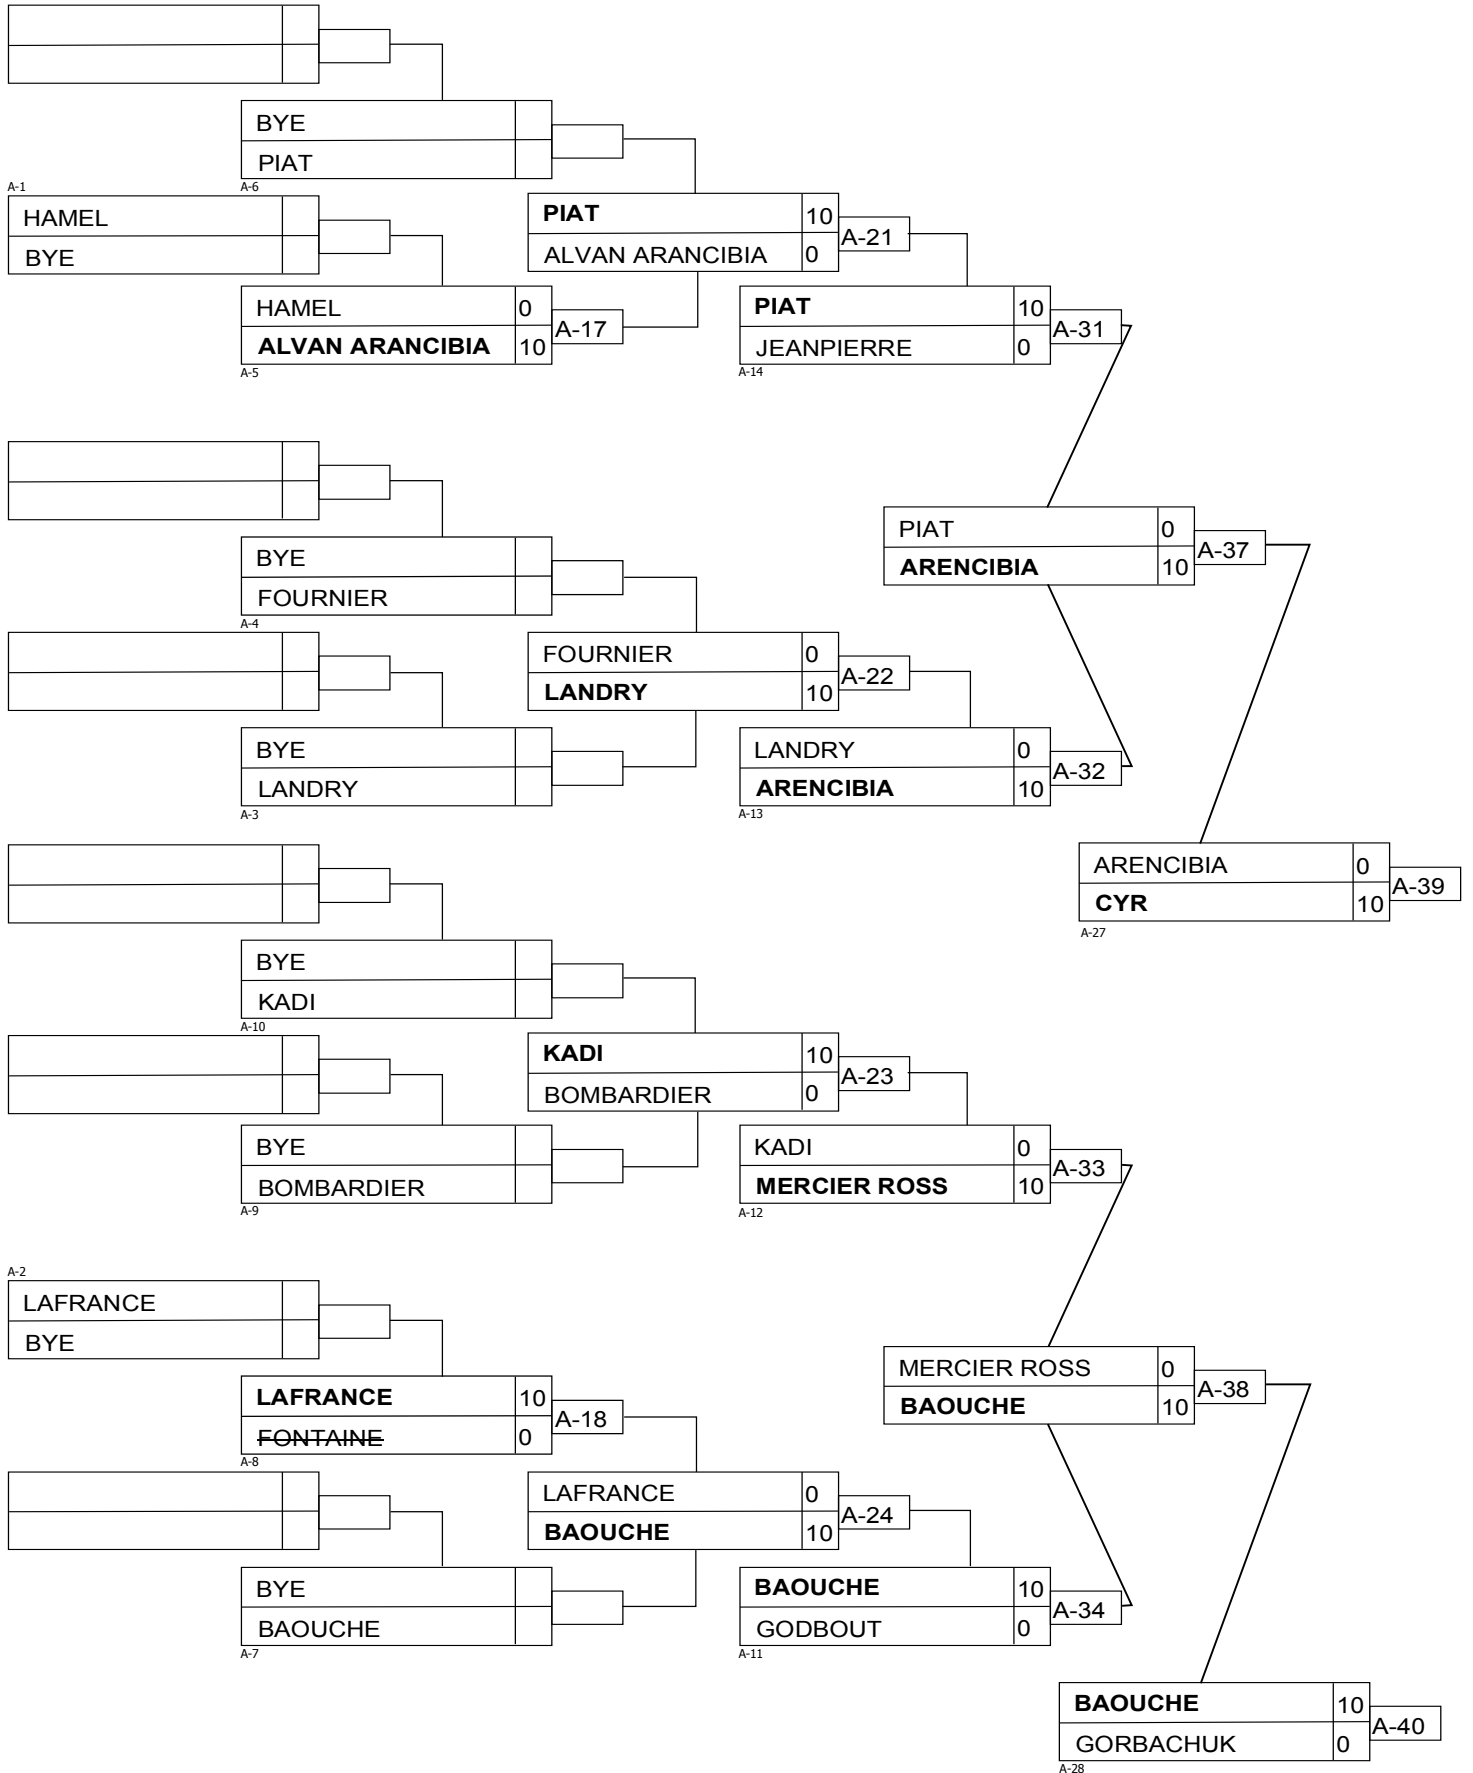 BYE
PIAT
A-1
A-6
HAMEL
BYE
PIAT 10
ALVAN ARANCIBIA 0
A-21
HAMEL 0
ALVAN ARANCIBIA 10
A-17
A-5
PIAT 10
JEANPIERRE 0
A-31
A-14
BYE
FOURNIER
A-4
PIAT 0
ARENCIBIA 10
A-37
FOURNIER 0
LANDRY 10
A-22
BYE
LANDRY
A-3
LANDRY 0
ARENCIBIA 10
A-32
A-13
ARENCIBIA 0
CYR 10
A-39
A-27
BYE
KADI
A-10
KADI 10
BOMBARDIER 0
A-23
BYE
BOMBARDIER
A-9
KADI 0
MERCIER ROSS 10
A-33
A-12
A-2
LAFRANCE
BYE
LAFRANCE 10
FONTAINE 0
A-18
A-8
MERCIER ROSS 0
BAOUCHE 10
A-38
LAFRANCE 0
BAOUCHE 10
A-24
BYE
BAOUCHE
A-7
BAOUCHE 10
GODBOUT 0
A-34
A-11
BAOUCHE 10
GORBACHUK 0
A-40
A-28